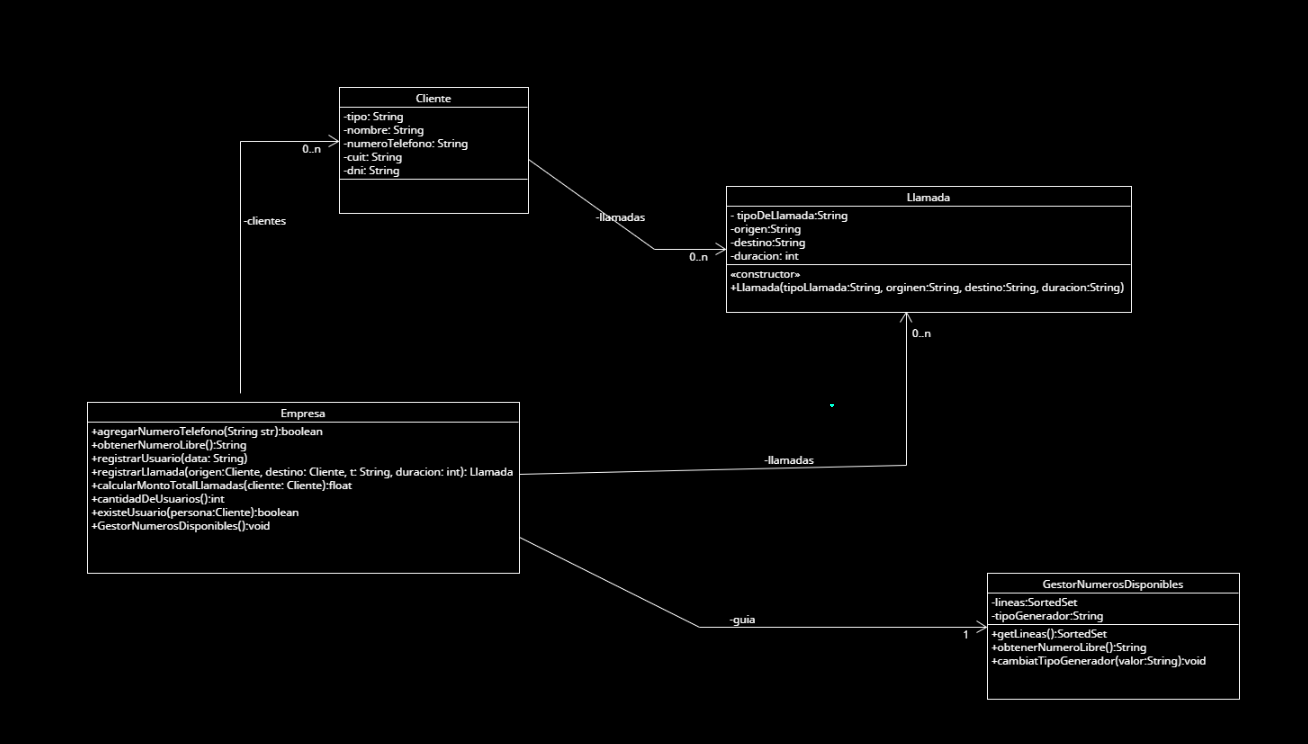 Cliente
-tipo: String
-nombre: String
-numeroTelefono: String
-cuit: String
-dni: String
0..n
-clientes
-llamadas
0..n
Llamada
- tipoDeLlamada:String
-origen:String
-destino:String
-duracion: int
«constructor»
+Llamada(tipoLlamada:String, orginen:String, destino:String, duracion:String)
0..n
Empresa
+agregarNumeroTelefono(String str):boolean
+obtenerNumeroLibre():String
+registrarUsuario(data: String)
+registrarLlamada(origen:Cliente, destino: Cliente, t: String, duracion: int): Llamada
+calcularMontoTotalLlamadas(cliente: Cliente):float
+cantidadDeUsuarios():int
+existeUsuario(persona:Cliente):boolean
+GestorNumerosDisponibles():void
-llamadas
-guia
1
GestorNumerosDisponibles
-lineas:SortedSet
-tipoGenerador:String
+getLineas():SortedSet
+obtenerNumeroLibre():String
+cambiatTipoGenerador(valor:String):void